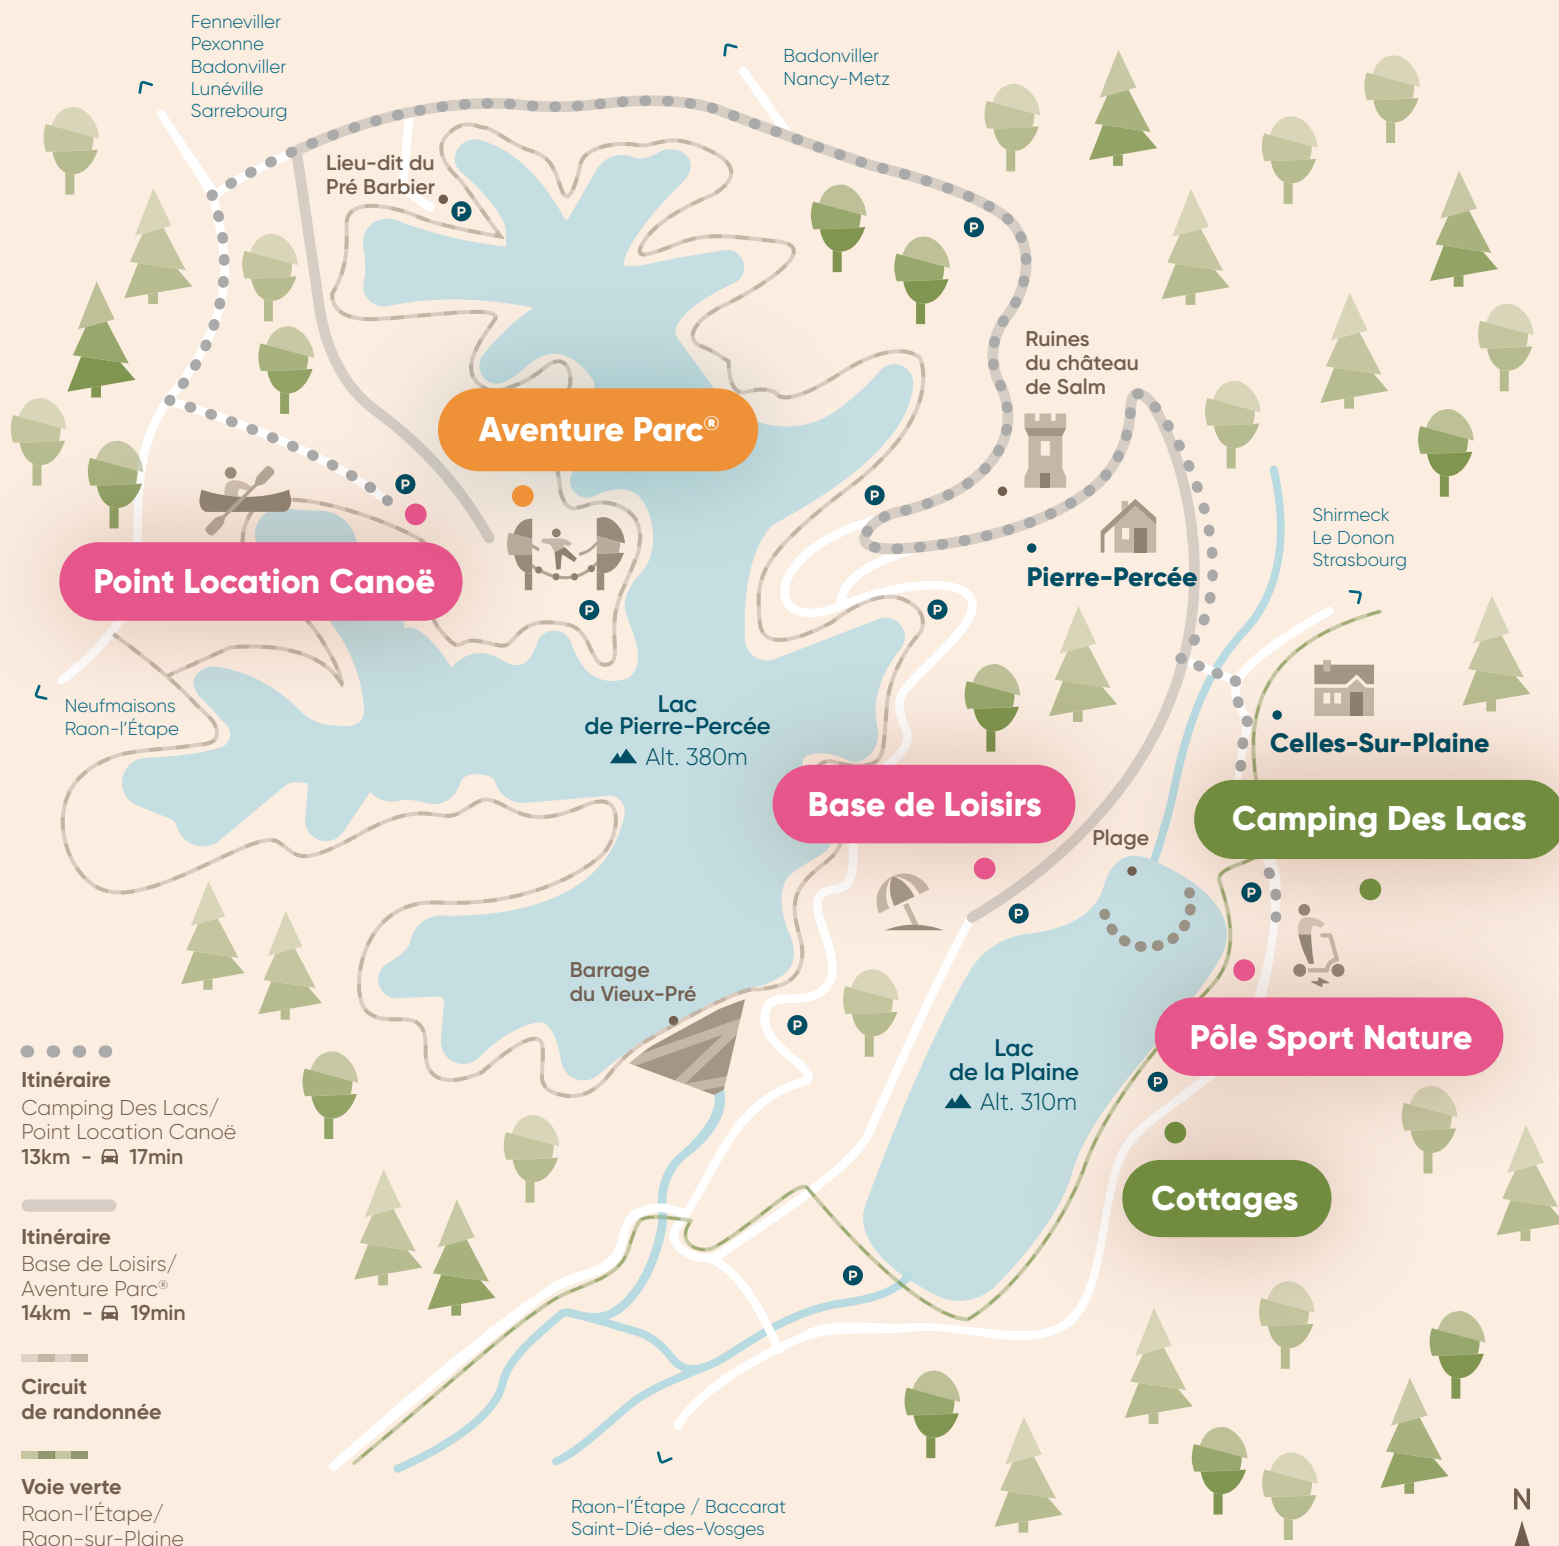 Fenneviller
Pexonne
Badonviller
Lunéville
Sarrebourg
Badonviller
Nancy-Metz
Lieu-dit du
Pré Barbier
P
P
Ruines
du château
de Salm
Aventure Parc®
P
P
Shirmeck
Le Donon
Strasbourg
Point Location Canoë
Pierre-Percée
P
P
Neufmaisons
Raon-l'Étape
Lac
de Pierre-Percée
Alt. 380m
Celles-Sur-Plaine
Base de Loisirs
Camping Des Lacs
Plage
P
P
Barrage
du Vieux-Pré
P
Pôle Sport Nature
Lac
de la Plaine
Alt. 310m
P
Cottages
P
Itinéraire
Camping Des Lacs/
Point Location Canoë
13km - 17min
Itinéraire
Base de Loisirs/
Aventure Parc®
14km - 19min
Circuit
de randonnée
Voie verte
Raon-l'Étape/
Raon-sur-Plaine
Raon-l'Étape / Baccarat
Saint-Dié-des-Vosges
N